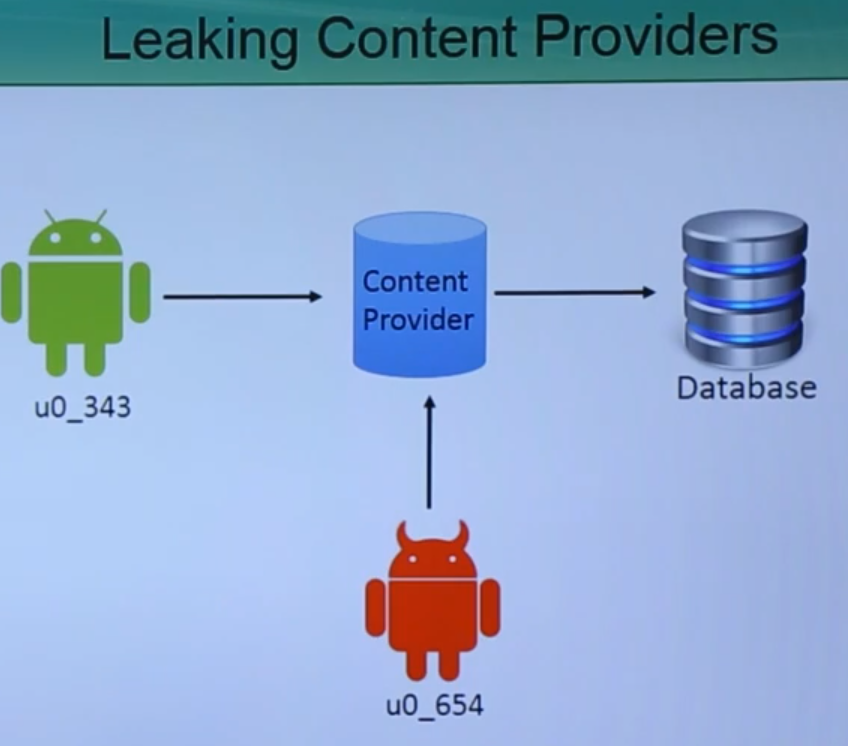 Leaking Content Providers
Content
Provider
Database
u0_343
u0_654